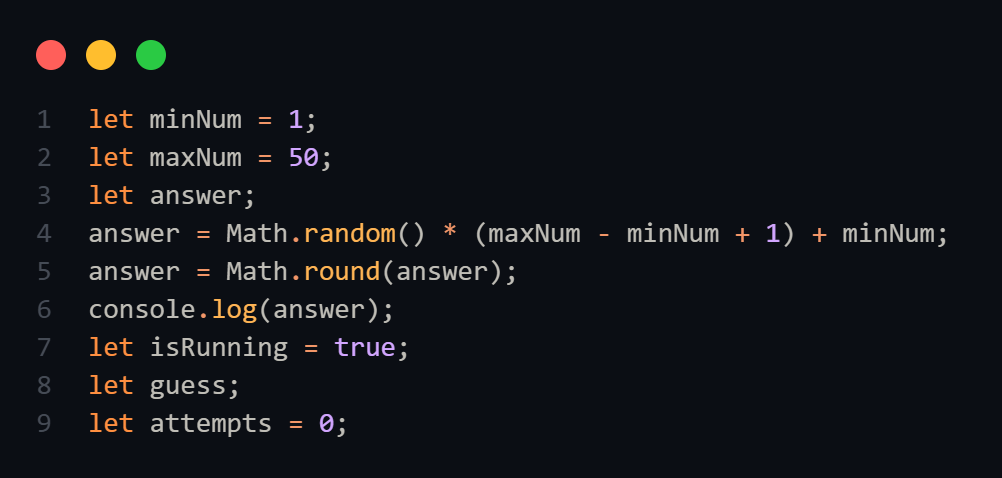 1 let minNum = 1;
2 let maxNum = 50;
3 let answer;
4 answer = Math.random() * (maxNum - minNum + 1) + minNum;
5 answer = Math.round(answer);
6 console.log(answer);
7 let isRunning = true;
8 let guess;
9 let attempts = 0;